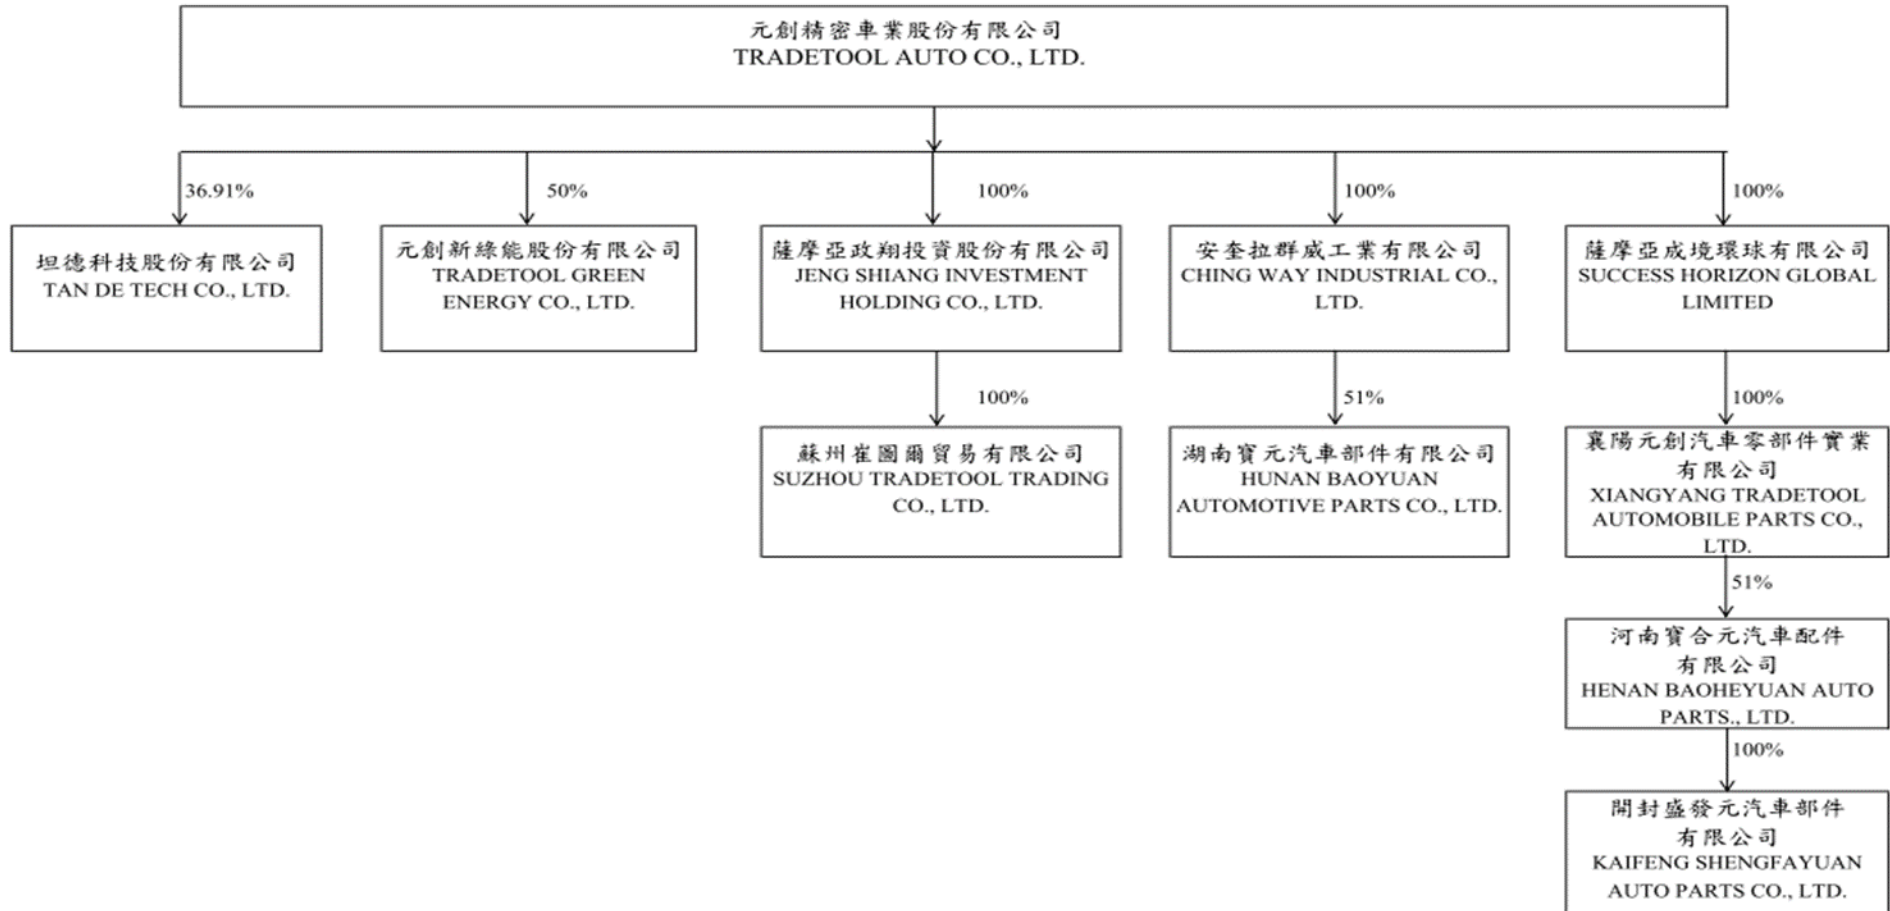 元創精密車業股份有限公司
TRADETOOL AUTO CO., LTD.
36.91%
50%
100%
100%
100%
坦德科技股份有限公司
TAN DE TECH CO., LTD.
元創新綠能股份有限公司
TRADETOOL GREEN
ENERGY CO., LTD.
薩摩亞政翔投資股份有限公司
JENG SHIANG INVESTMENT
HOLDING CO., LTD.
安奎拉群威工業有限公司
CHING WAY INDUSTRIAL CO.,
LTD.
薩摩亞成境環球有限公司
SUCCESS HORIZON GLOBAL
LIMITED
100%
51%
100%
蘇州崔圖爾貿易有限公司
SUZHOU TRADETOOL TRADING
CO., LTD.
湖南寶元汽車部件有限公司
HUNAN BAOYUAN
AUTOMOTIVE PARTS CO., LTD.
襄陽元創汽車零部件實業
有限公司
XIANGYANG TRADETOOL
AUTOMOBILE PARTS CO.,
LTD.
51%
河南寶合元汽車配件
有限公司
HENAN BAOHEYUAN AUTO
PARTS., LTD.
100%
開封盛發元汽車部件
有限公司
KAIFENG SHENGFAYUAN
AUTO PARTS CO., LTD.